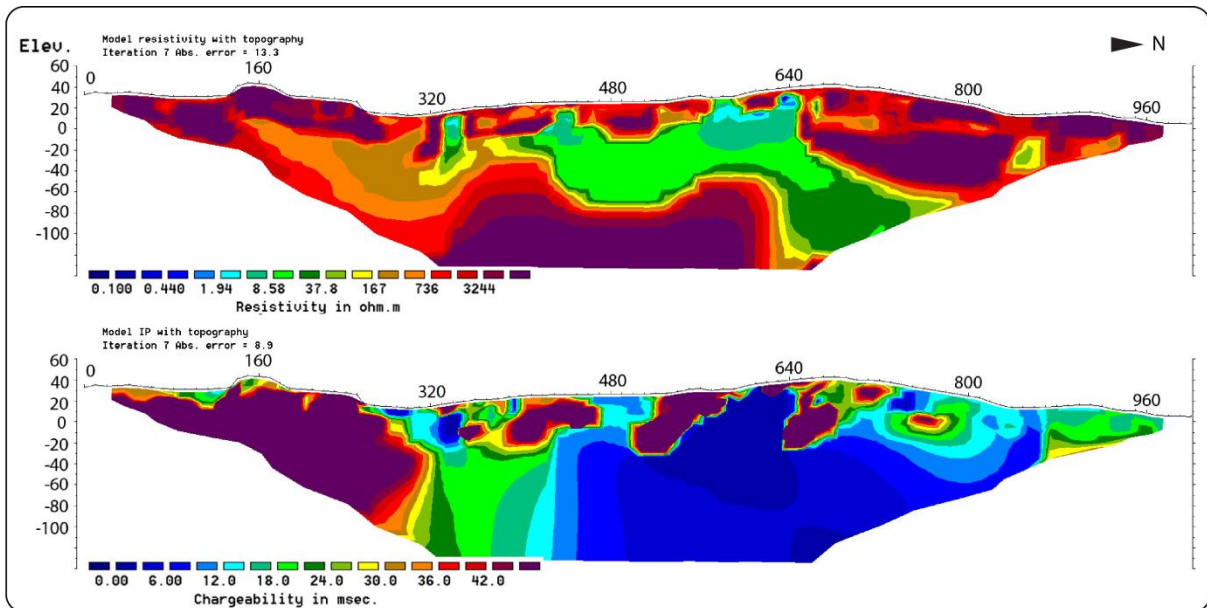 Model resistivity with topography
Elev. Iteration 7 Abs. error = 13.3
N
0 160 320 480 640 800 960
60
40
20
0
-20
-40
-60
-80
-100
0.100 0.440 1.94 8.58 37.8 167 736 3244
Resistivity in ohm.m
Model IP with topography
Iteration 7 Abs. error = 8.9
0 160 320 480 640 800 960
60
40
20
0
-20
-40
-60
-80
-100
0.00 6.00 12.0 18.0 24.0 30.0 36.0 42.0
Chargeability in msec.